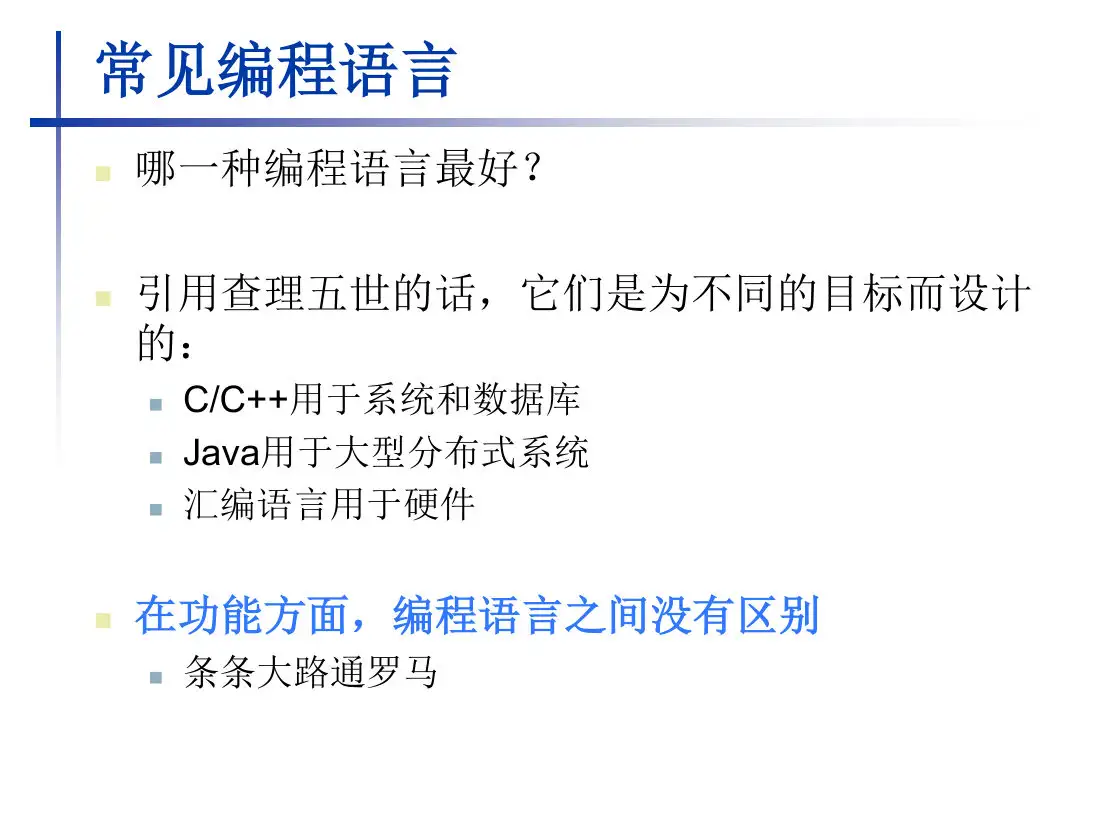 常见编程语言
哪一种编程语言最好？
引用查理五世的话，它们是为不同的目标而设计
的：
C/C++用于系统和数据库
Java用于大型分布式系统
汇编语言用于硬件
在功能方面，编程语言之间没有区别
条条大路通罗马